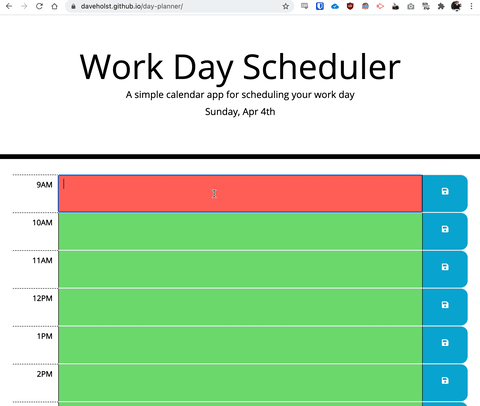 daveholst.github.io/day-planner/
Work Day Scheduler
A simple calendar app for scheduling your work day
Sunday, Apr 4th
9AM
10AM
11AM
12PM
1PM
2PM